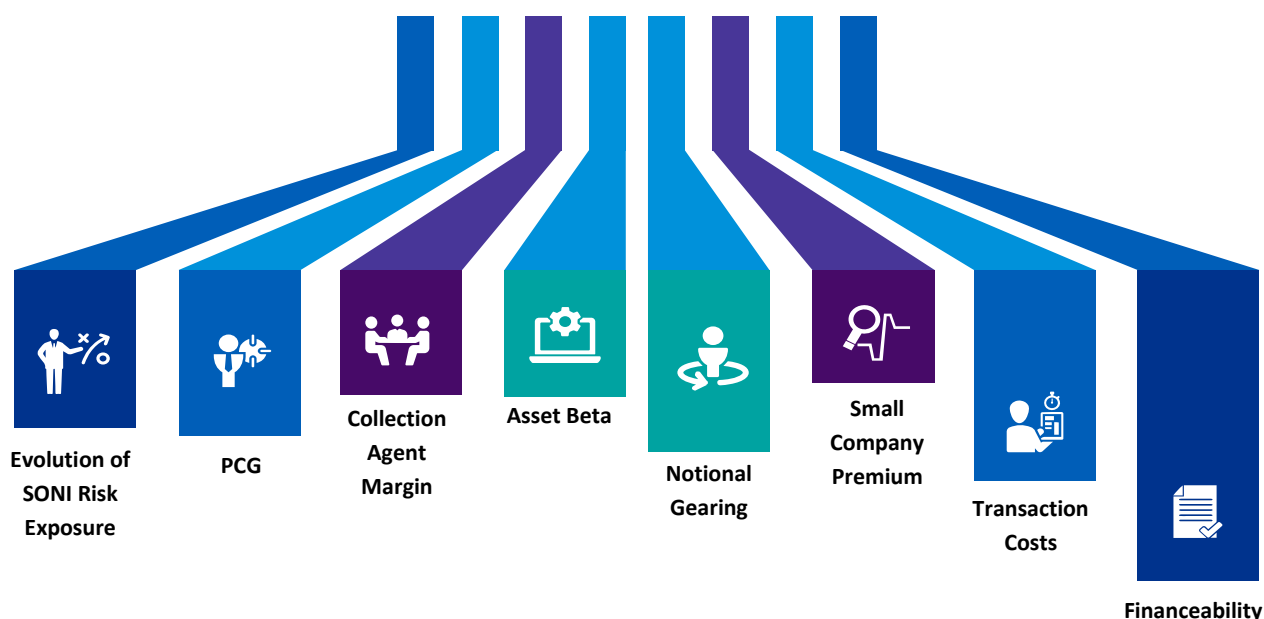 Evolution of
SONI Risk
Exposure
PCG
Collection
Agent
Margin
Asset Beta
Notional
Gearing
Small
Company
Premium
Transaction
Costs
Financeability